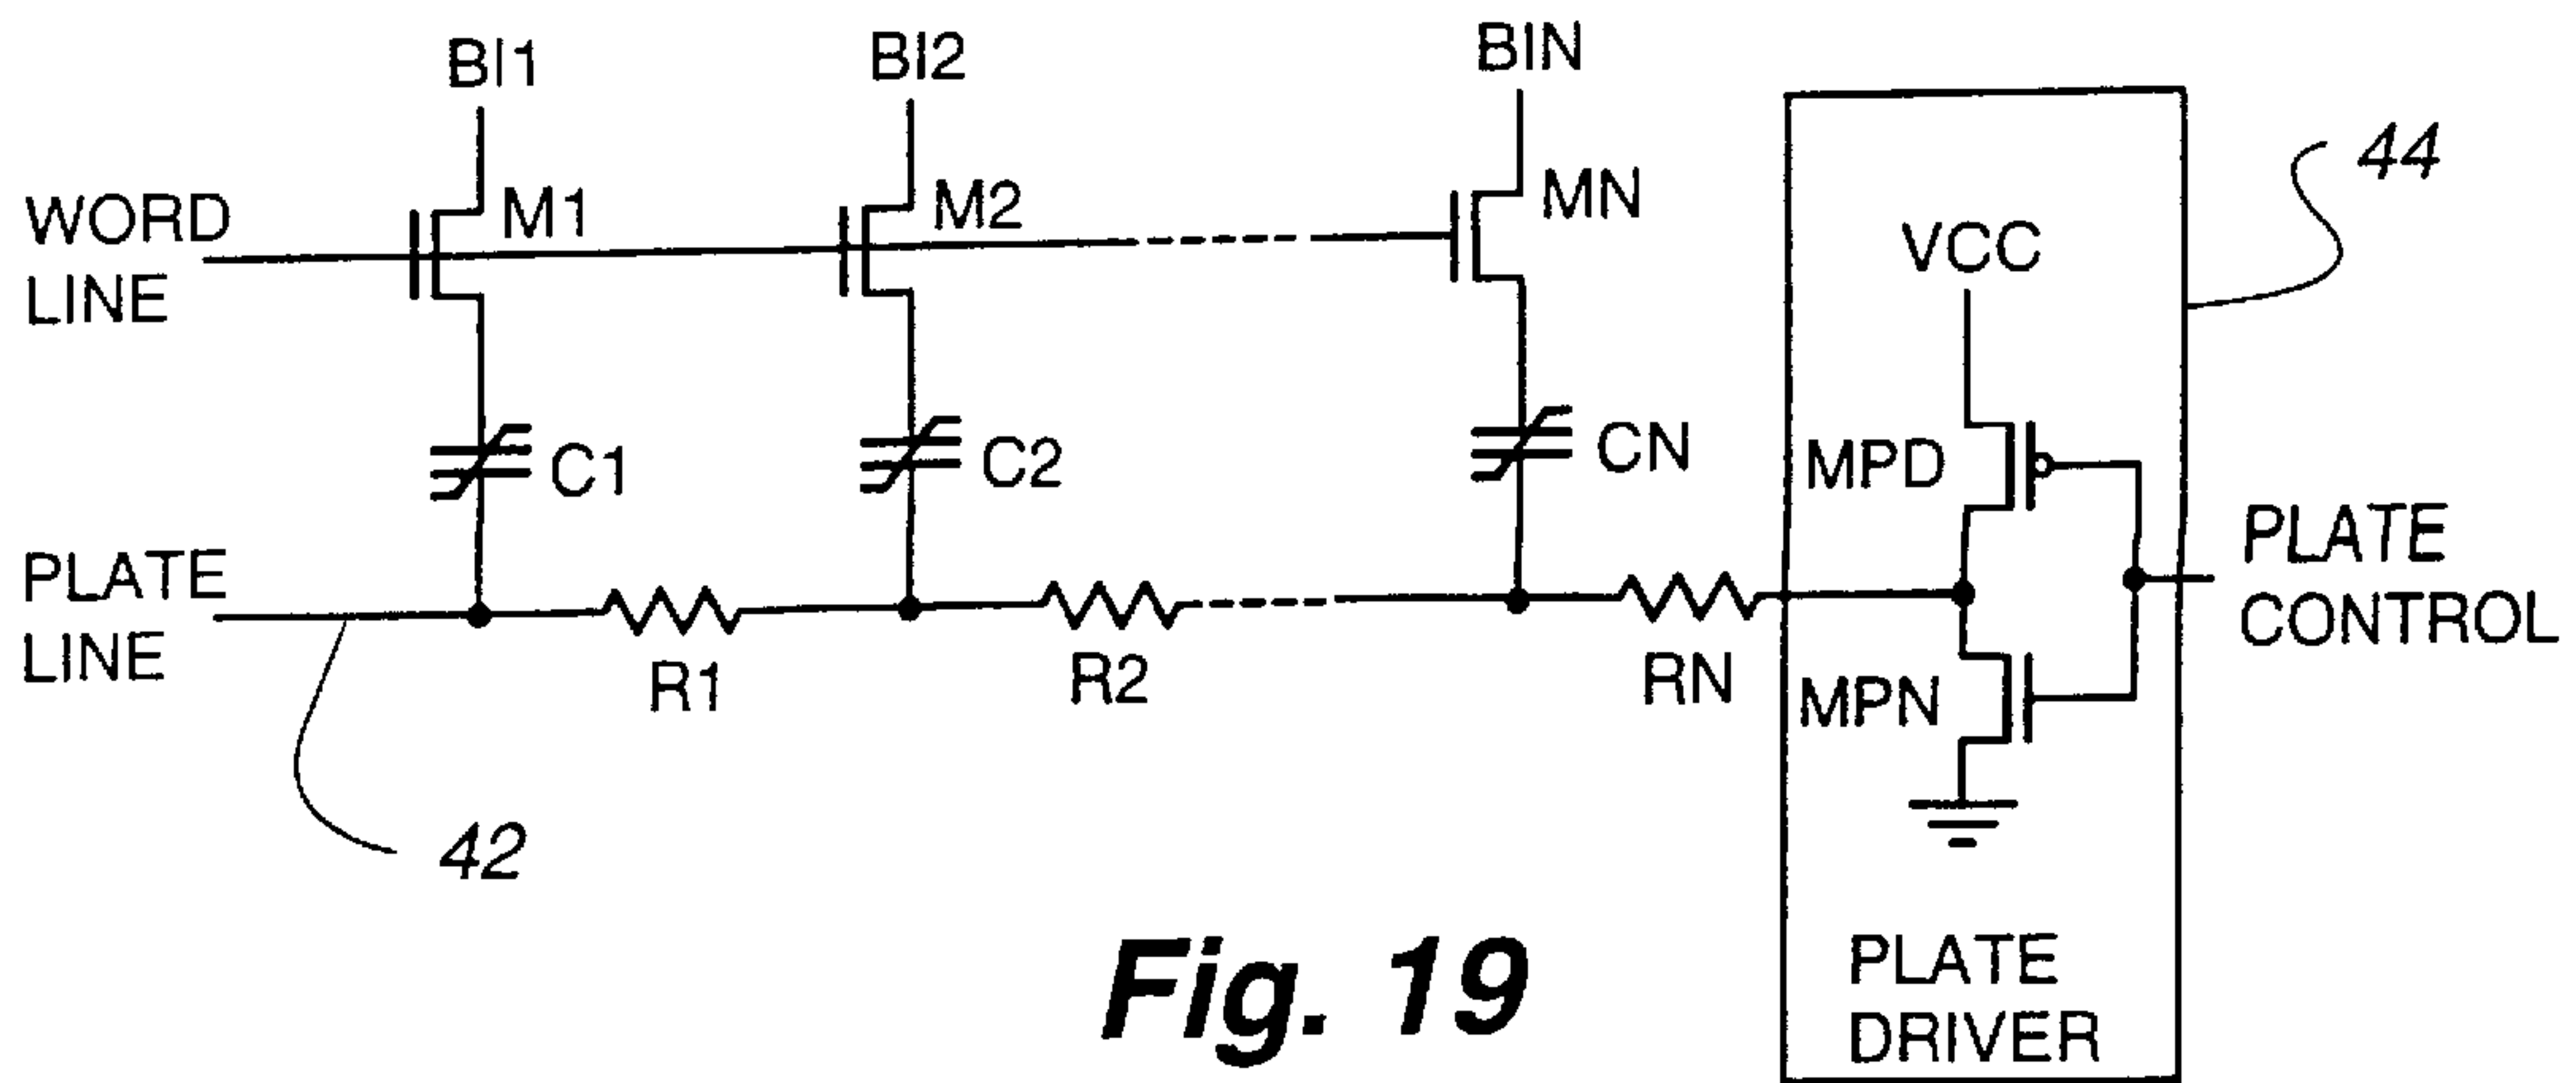 BI1
BI2
BIN
WORD
LINE
M1
M2
MN
44
VCC
C1
C2
CN
MPD
PLATE
LINE
PLATE
CONTROL
R1
R2
RN
MPN
42
PLATE
DRIVER
Fig. 19